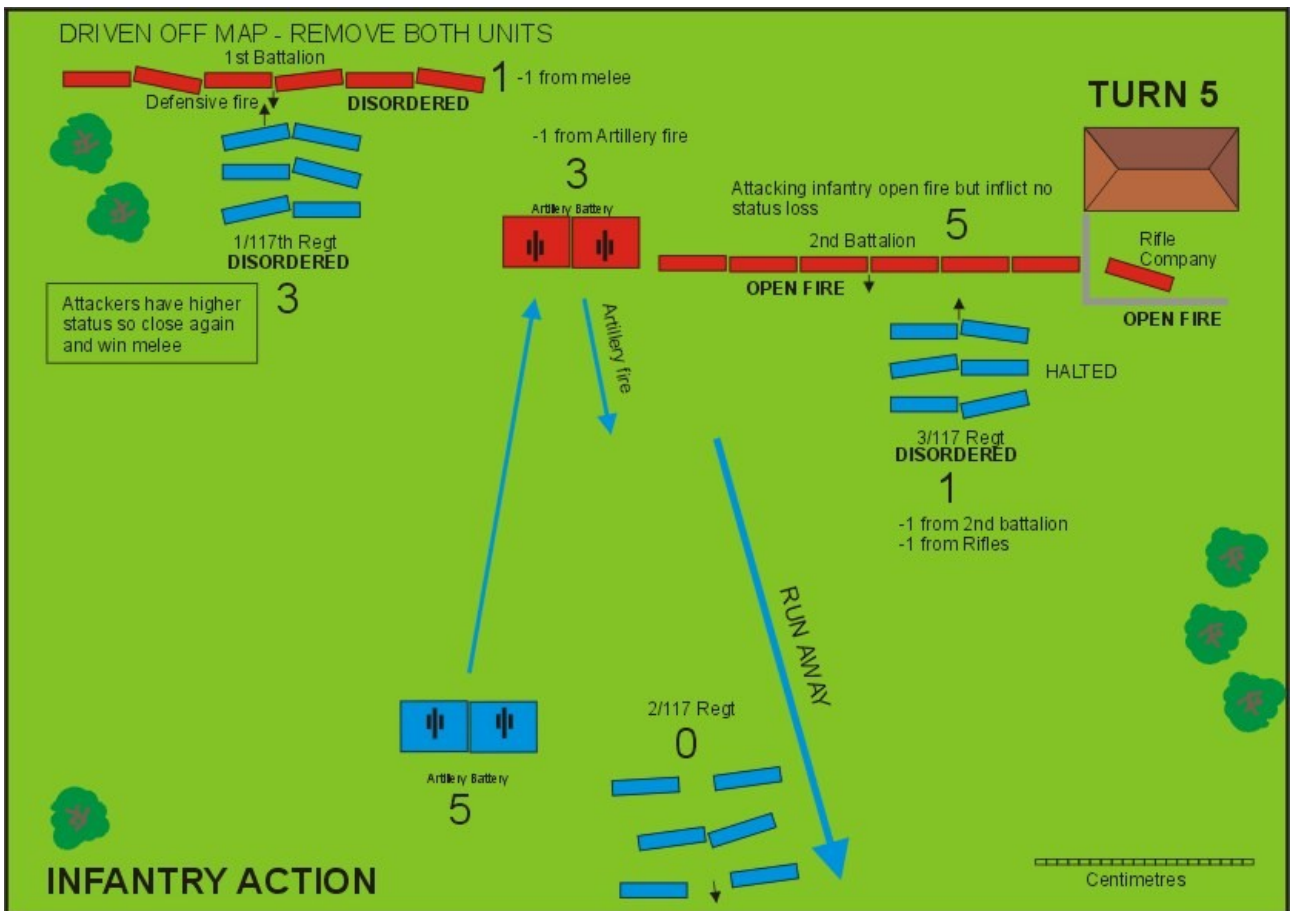 DRIVEN OFF MAP - REMOVE BOTH UNITS
1st Battalion
1 -1 from melee
Defensive fire
DISORDERED
TURN 5
-1 from Artillery fire
3
Artillery Battery
1/117th Regt
DISORDERED
3
Attackers have higher
status so close again
and win melee
Attacking infantry open fire but inflict no
status loss
5
2nd Battalion
OPEN FIRE
Rifle
Company
OPEN FIRE
Artillery fire
HALTED
3/117 Regt
DISORDERED
1
-1 from 2nd battalion
-1 from Rifles
RUN AWAY
2/117 Regt
0
Artillery Battery
5
INFANTRY ACTION
Centimetres